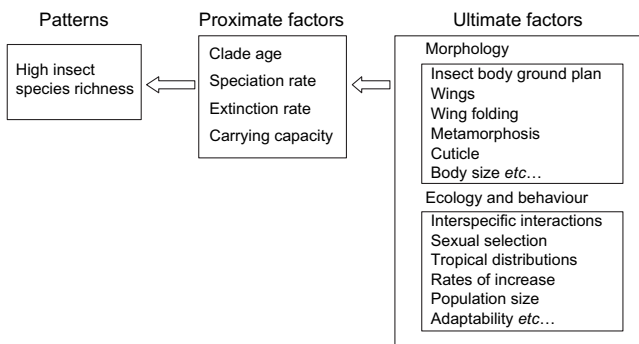 Patterns
High insect
species richness
Proximate factors
Clade age
Speciation rate
Extinction rate
Carrying capacity
Ultimate factors
Morphology
Insect body ground plan
Wings
Wing folding
Metamorphosis
Cuticle
Body size etc…
Ecology and behaviour
Interspecific interactions
Sexual selection
Tropical distributions
Rates of increase
Population size
Adaptability etc…